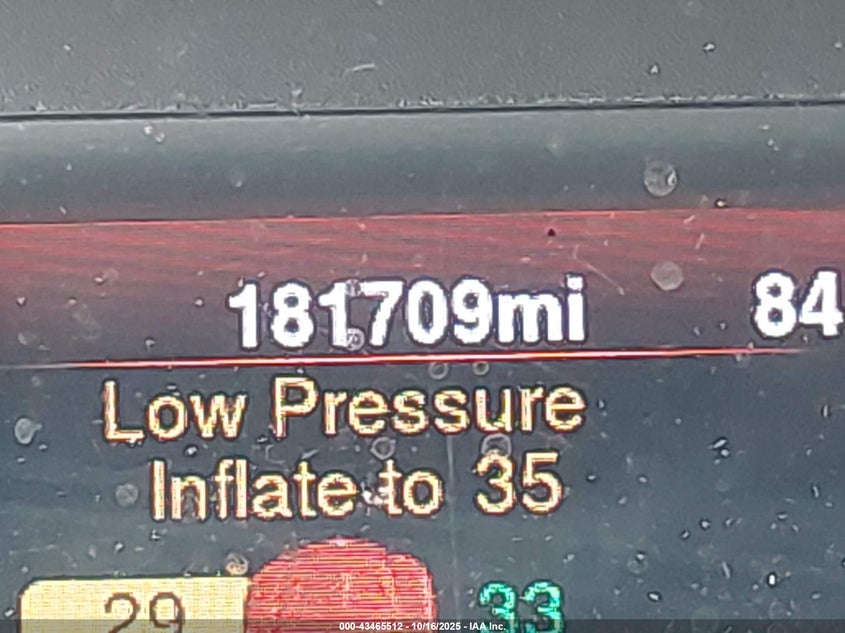 181709mi 84
Low Pressure
Inflate to 35
29 33
000-43465512 - 10/16/2025 - IAA Inc.